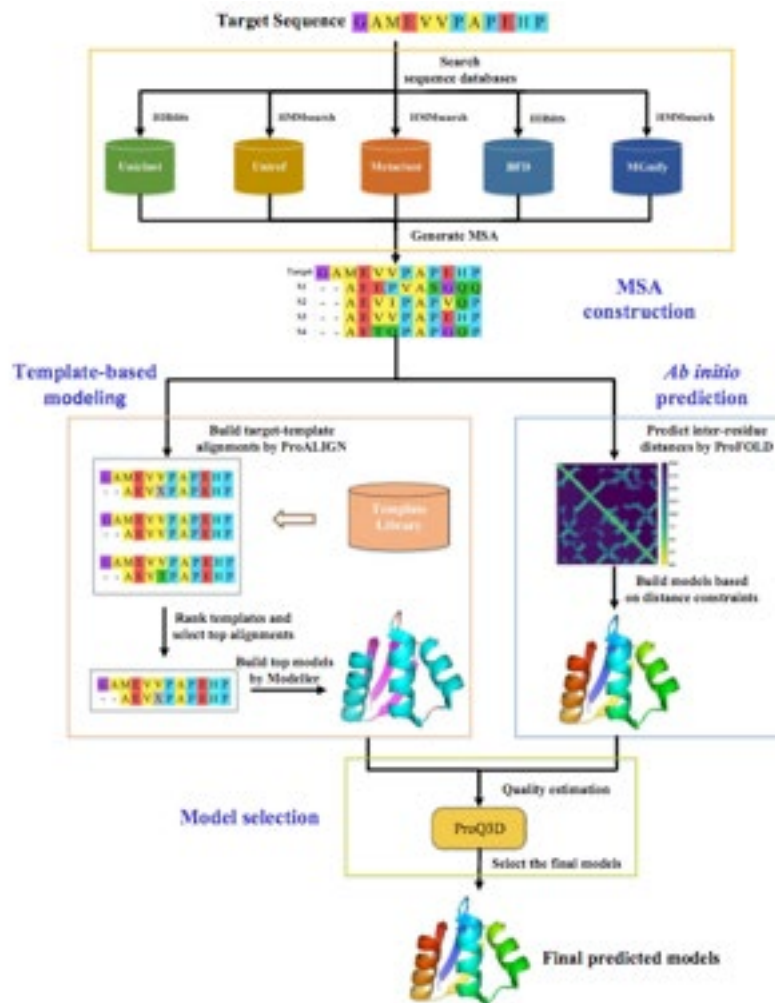 Target Sequence G A M E V V P A P E H P
Search
sequence databases
HHblits HMMsearch HMMsearch HHblits HMMsearch
Uniclust Uniref Metaclust BFD MGnify
Generate MSA
Target G A M E V V P A P E H P
S1 - - A E E P V A S G Q Q
S2 - - A E V I P A P V Q P
S3 - - A E V V P A P E H P
S4 - - A E T Q P A P G Q P
MSA
construction
Template-based
modeling
Ab initio
prediction
Build target-template
alignments by ProALIGN
Predict inter-residue
distances by ProFOLD
G A M E V V P A P E H P
- - A E V X P A P E H P
G A M E V V P A P E H P
- - A E V V P A P E H P
G A M E V V P A P E H P
- - A E V T P A P E H P
Template
Library
Build models based
on distance constraints
Rank templates and
select top alignments
G A M E V V P A P E H P
- - A E V X P A P E H P
Build top models
by Modeller
Quality estimation
Model selection
ProQ3D
Select the final models
Final predicted models